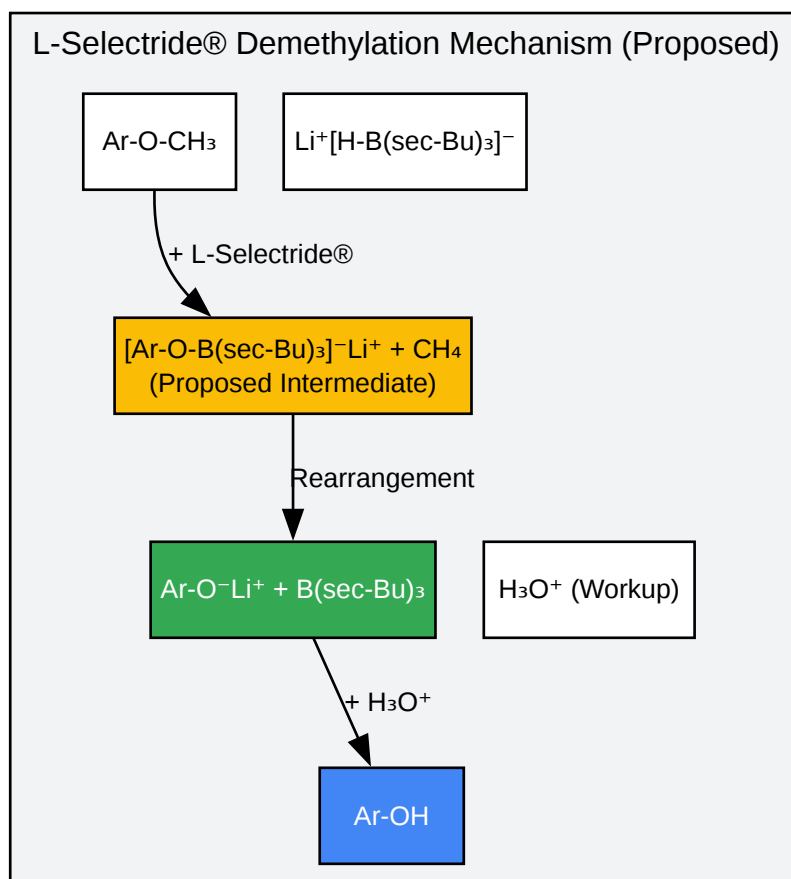 L-Selectride® Demethylation Mechanism (Proposed)
Ar-O-CH₃
Li⁺[H-B(sec-Bu)₃]⁻
+ L-Selectride®
[Ar-O-B(sec-Bu)₃]⁻Li⁺ + CH₄
(Proposed Intermediate)
Rearrangement
Ar-O⁻Li⁺ + B(sec-Bu)₃
H₃O⁺ (Workup)
+ H₃O⁺
Ar-OH